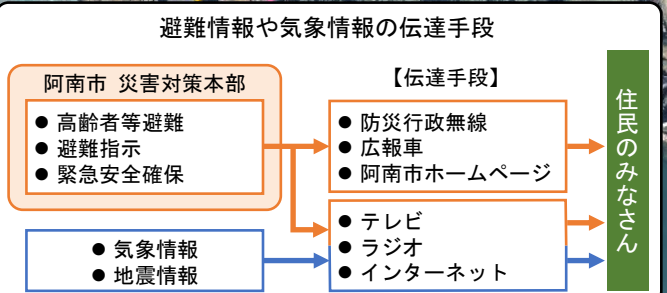 避難情報や気象情報の伝達手段
阿南市 災害対策本部
● 高齢者等避難
● 避難指示
● 緊急安全確保
● 気象情報
● 地震情報
【伝達手段】
● 防災行政無線
● 広報車
● 阿南市ホームページ
● テレビ
● ラジオ
● インターネット
住民のみなさん